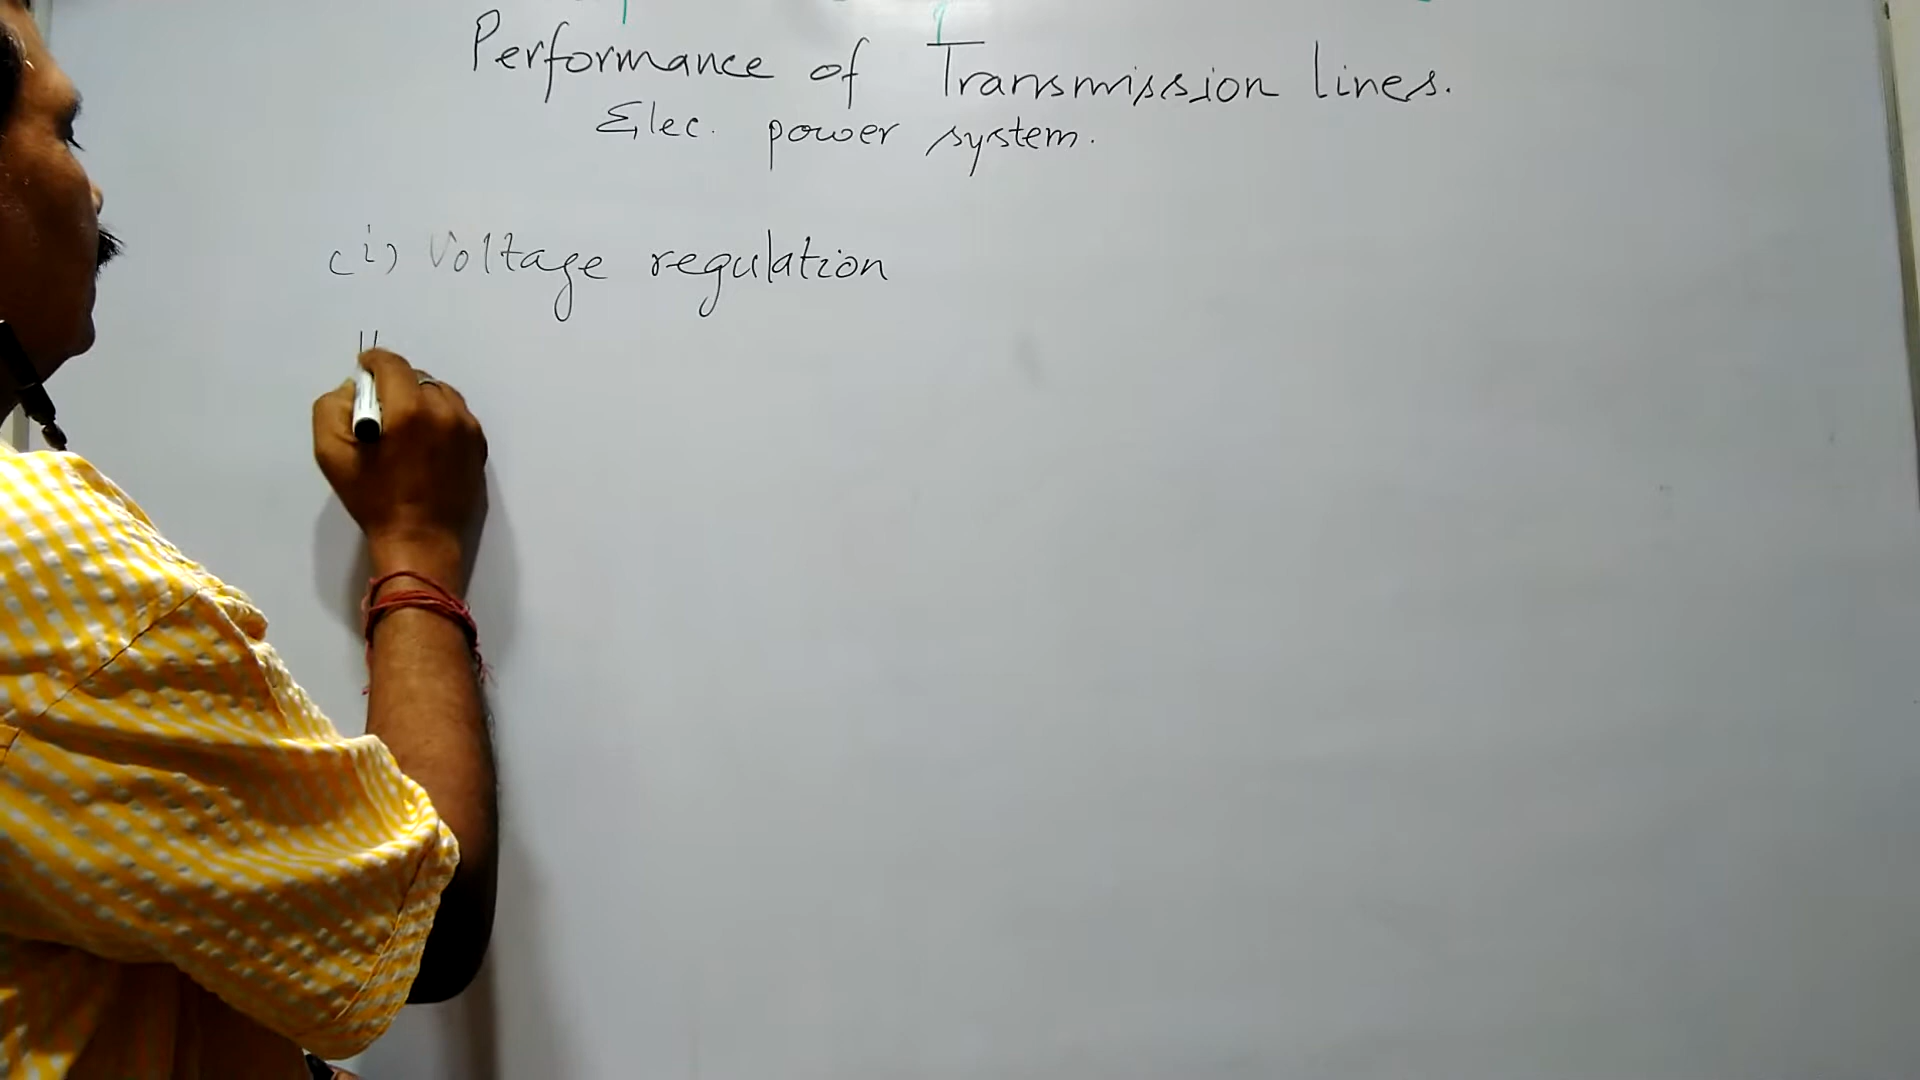 Performance of Transmission lines.
Elec. power system.
(i) Voltage regulation